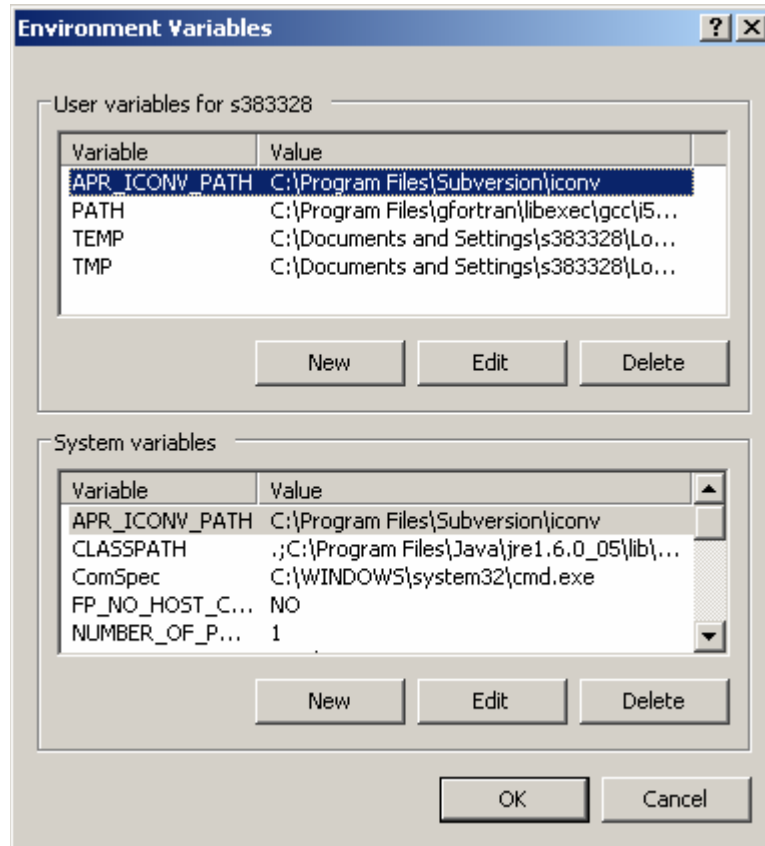 Environment Variables
User variables for s383328
Variable Value
APR_ICONV_PATH C:\Program Files\Subversion\iconv
PATH C:\Program Files\gfortran\libexec\gcc\i5...
TEMP C:\Documents and Settings\s383328\Lo...
TMP C:\Documents and Settings\s383328\Lo...
New Edit Delete
System variables
Variable Value
APR_ICONV_PATH C:\Program Files\Subversion\iconv
CLASSPATH .;C:\Program Files\Java\jre1.6.0_05\lib\...
ComSpec C:\WINDOWS\system32\cmd.exe
FP_NO_HOST_C... NO
NUMBER_OF_P... 1
New Edit Delete
OK Cancel